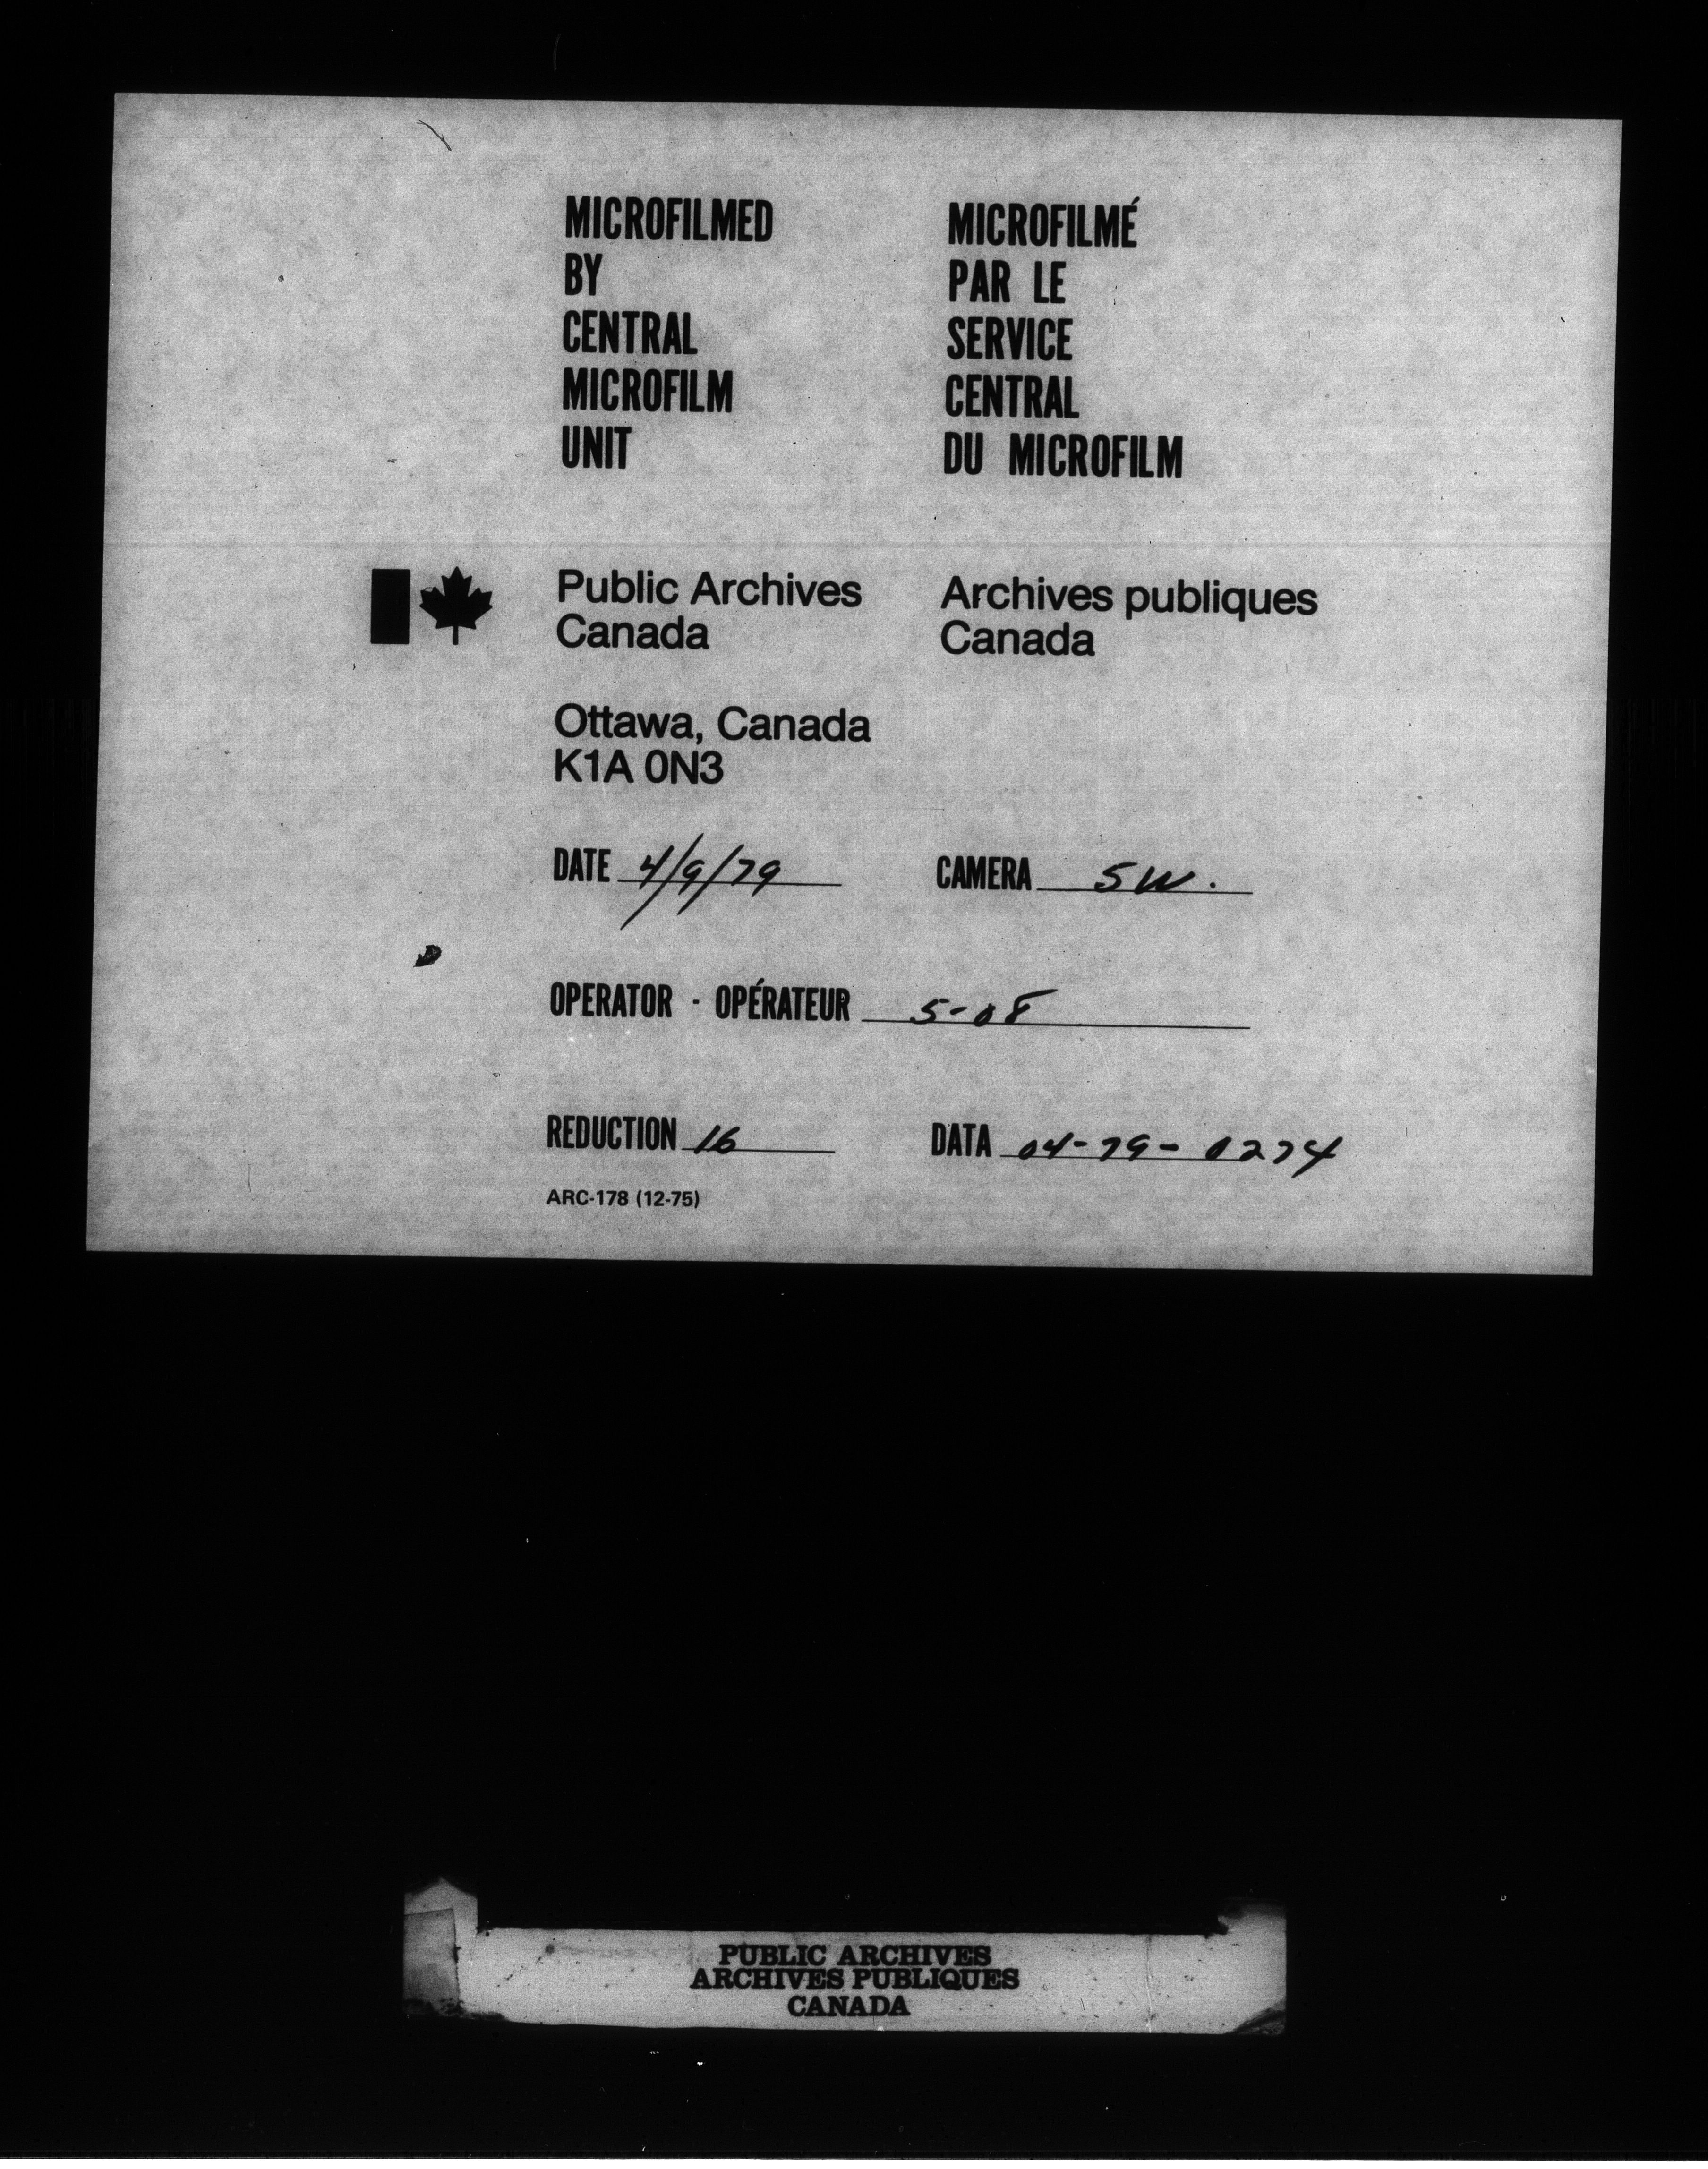 MICROFILMED
BY
CENTRAL
MICROFILM
UNIT
MICROFILMÉ
PAR LE
SERVICE
CENTRAL
DU MICROFILM
Public Archives
Canada
Archives publiques
Canada
Ottawa, Canada
K1A 0N3
DATE 4/9/79
CAMERA 5W.
OPERATOR - OPÉRATEUR 5-08
REDUCTION 16
DATA 04-79-0274
ARC-178 (12-75)
PUBLIC ARCHIVES
ARCHIVES PUBLIQUES
CANADA